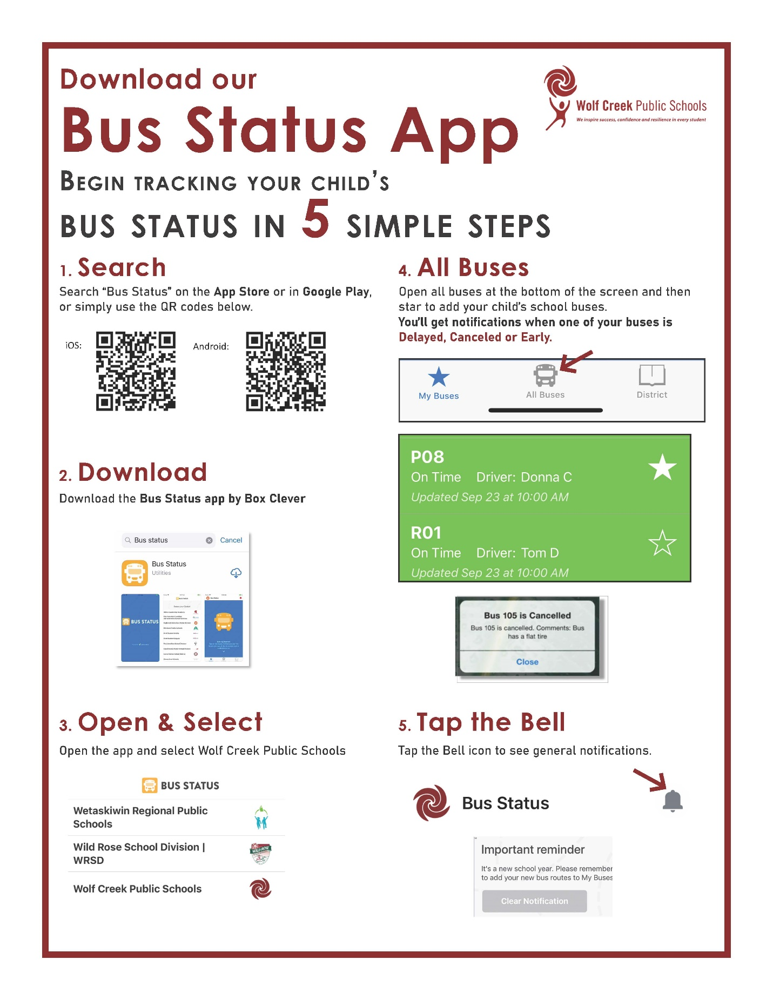 Download our
Bus Status App
Wolf Creek Public Schools
We inspire success, confidence and resilience in every student
BEGIN TRACKING YOUR CHILD'S
BUS STATUS IN 5 SIMPLE STEPS
1. Search
Search “Bus Status” on the App Store or in Google Play,
or simply use the QR codes below.
iOS:
Android:
2. Download
Download the Bus Status app by Box Clever
Bus status
Cancel
Bus Status
Utilities
BUS STATUS
3. Open & Select
Open the app and select Wolf Creek Public Schools
BUS STATUS
Wetaskiwin Regional Public
Schools
Wild Rose School Division |
WRSD
WILD ROSE
Wolf Creek Public Schools
4. All Buses
Open all buses at the bottom of the screen and then
star to add your child's school buses.
You'll get notifications when one of your buses is
Delayed, Canceled or Early.
My Buses
All Buses
District
P08
On Time Driver: Donna C
Updated Sep 23 at 10:00 AM
R01
On Time Driver: Tom D
Updated Sep 23 at 10:00 AM
Bus 105 is Cancelled
Bus 105 is cancelled. Comments: Bus
has a flat tire
Close
5. Tap the Bell
Tap the Bell icon to see general notifications.
Bus Status
Important reminder
It's a new school year. Please remember
to add your new bus routes to My Buses
Clear Notification